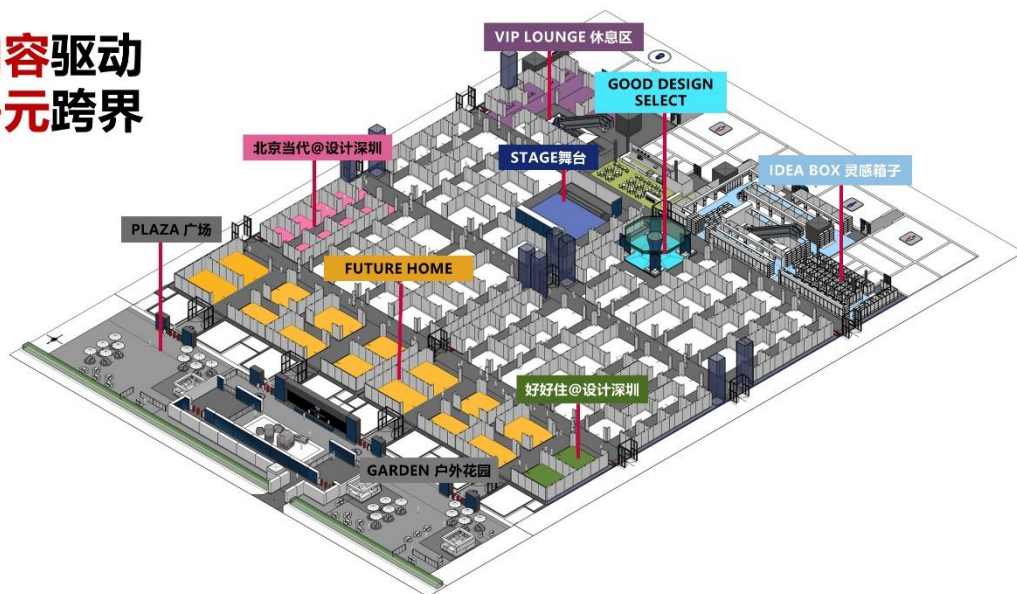 容驱动
元跨界
VIP LOUNGE 休息区
GOOD DESIGN
SELECT
北京当代@设计深圳
STAGE舞台
IDEA BOX 灵感箱子
PLAZA 广场
FUTURE HOME
好好住@设计深圳
GARDEN 户外花园